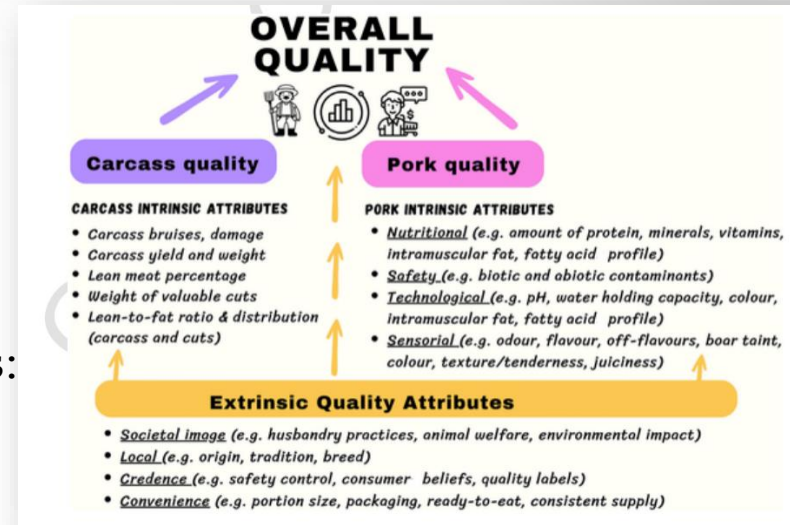 OVERALL
QUALITY
Carcass quality
CARCASS INTRINSIC ATTRIBUTES
• Carcass bruises, damage
• Carcass yield and weight
• Lean meat percentage
• Weight of valuable cuts
• Lean-to-fat ratio & distribution
(carcass and cuts)
Pork quality
PORK INTRINSIC ATTRIBUTES
• Nutritional (e.g. amount of protein, minerals, vitamins,
intramuscular fat, fatty acid profile)
• Safety (e.g. biotic and abiotic contaminants)
• Technological (e.g. pH, water holding capacity, colour,
intramuscular fat, fatty acid profile)
• Sensorial (e.g. odour, flavour, off-flavours, boar taint,
colour, texture/tenderness, juiciness)
Extrinsic Quality Attributes
• Societal image (e.g. husbandry practices, animal welfare, environmental impact)
• Local (e.g. origin, tradition, breed)
• Credence (e.g. safety control, consumer beliefs, quality labels)
• Convenience (e.g. portion size, packaging, ready-to-eat, consistent supply)